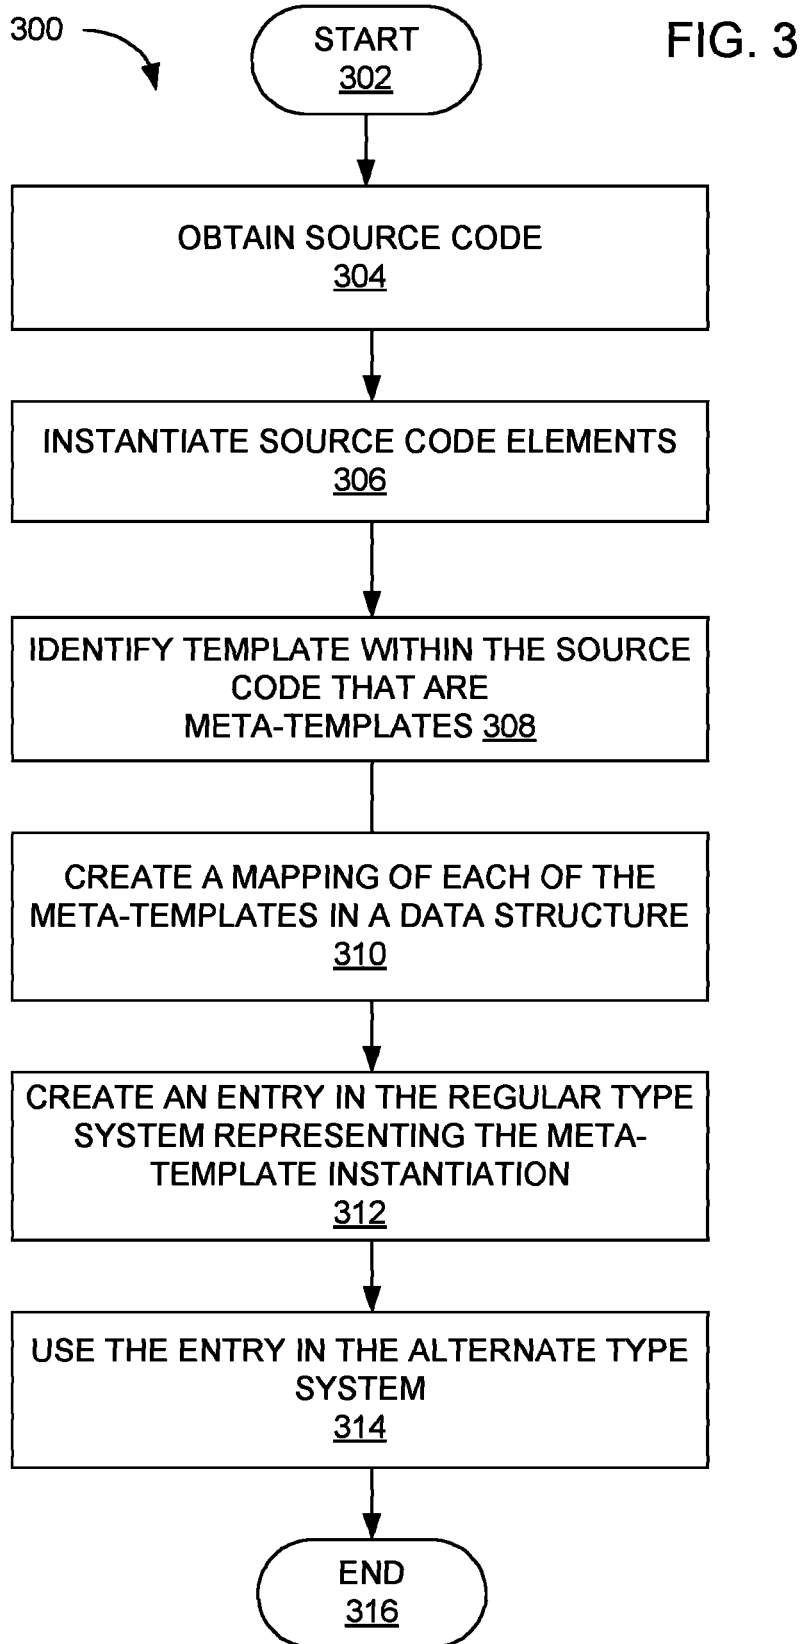 300
START
302
FIG. 3
OBTAIN SOURCE CODE
304
INSTANTIATE SOURCE CODE ELEMENTS
306
IDENTIFY TEMPLATE WITHIN THE SOURCE
CODE THAT ARE
META-TEMPLATES 308
CREATE A MAPPING OF EACH OF THE
META-TEMPLATES IN A DATA STRUCTURE
310
CREATE AN ENTRY IN THE REGULAR TYPE
SYSTEM REPRESENTING THE META-
TEMPLATE INSTANTIATION
312
USE THE ENTRY IN THE ALTERNATE TYPE
SYSTEM
314
END
316